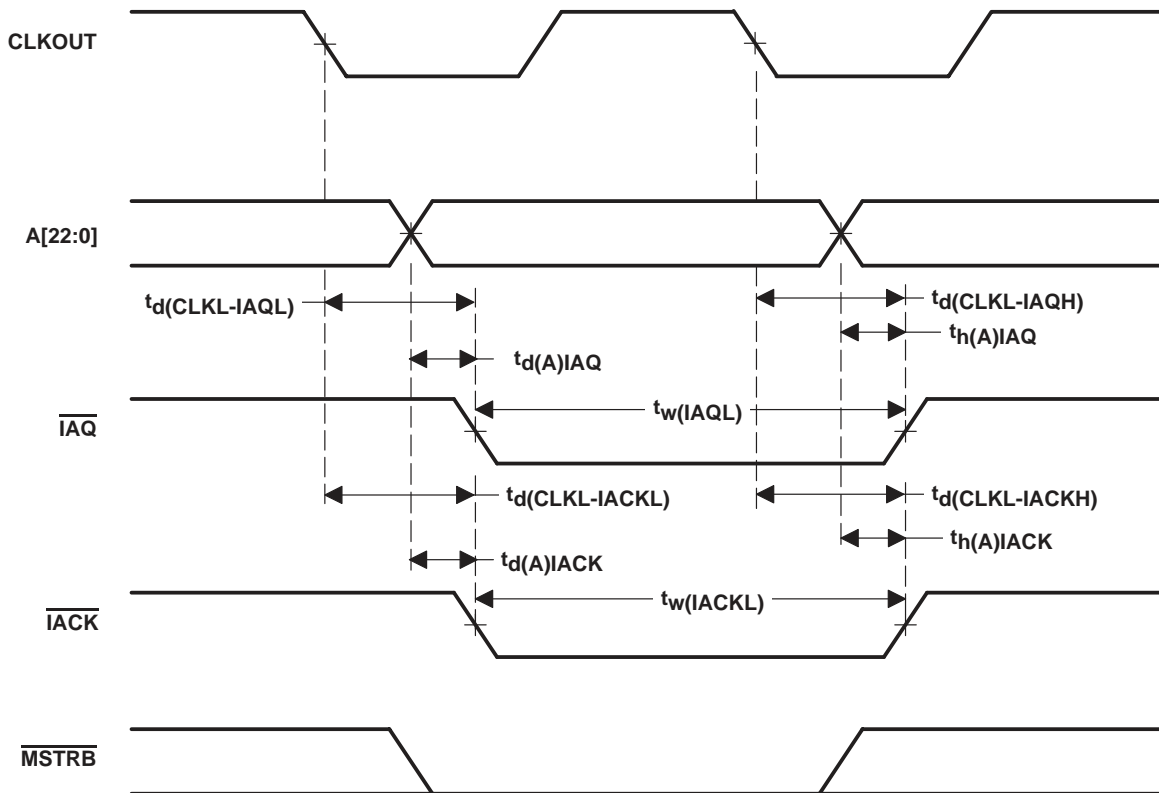 CLKOUT
A[22:0]
td(CLKL-IAQL)
td(CLKL-IAQH)
th(A)IAQ
td(A)IAQ
tw(IAQL)
IAQ
td(CLKL-IACKL)
td(CLKL-IACKH)
th(A)IACK
td(A)IACK
tw(IACKL)
IACK
MSTRB